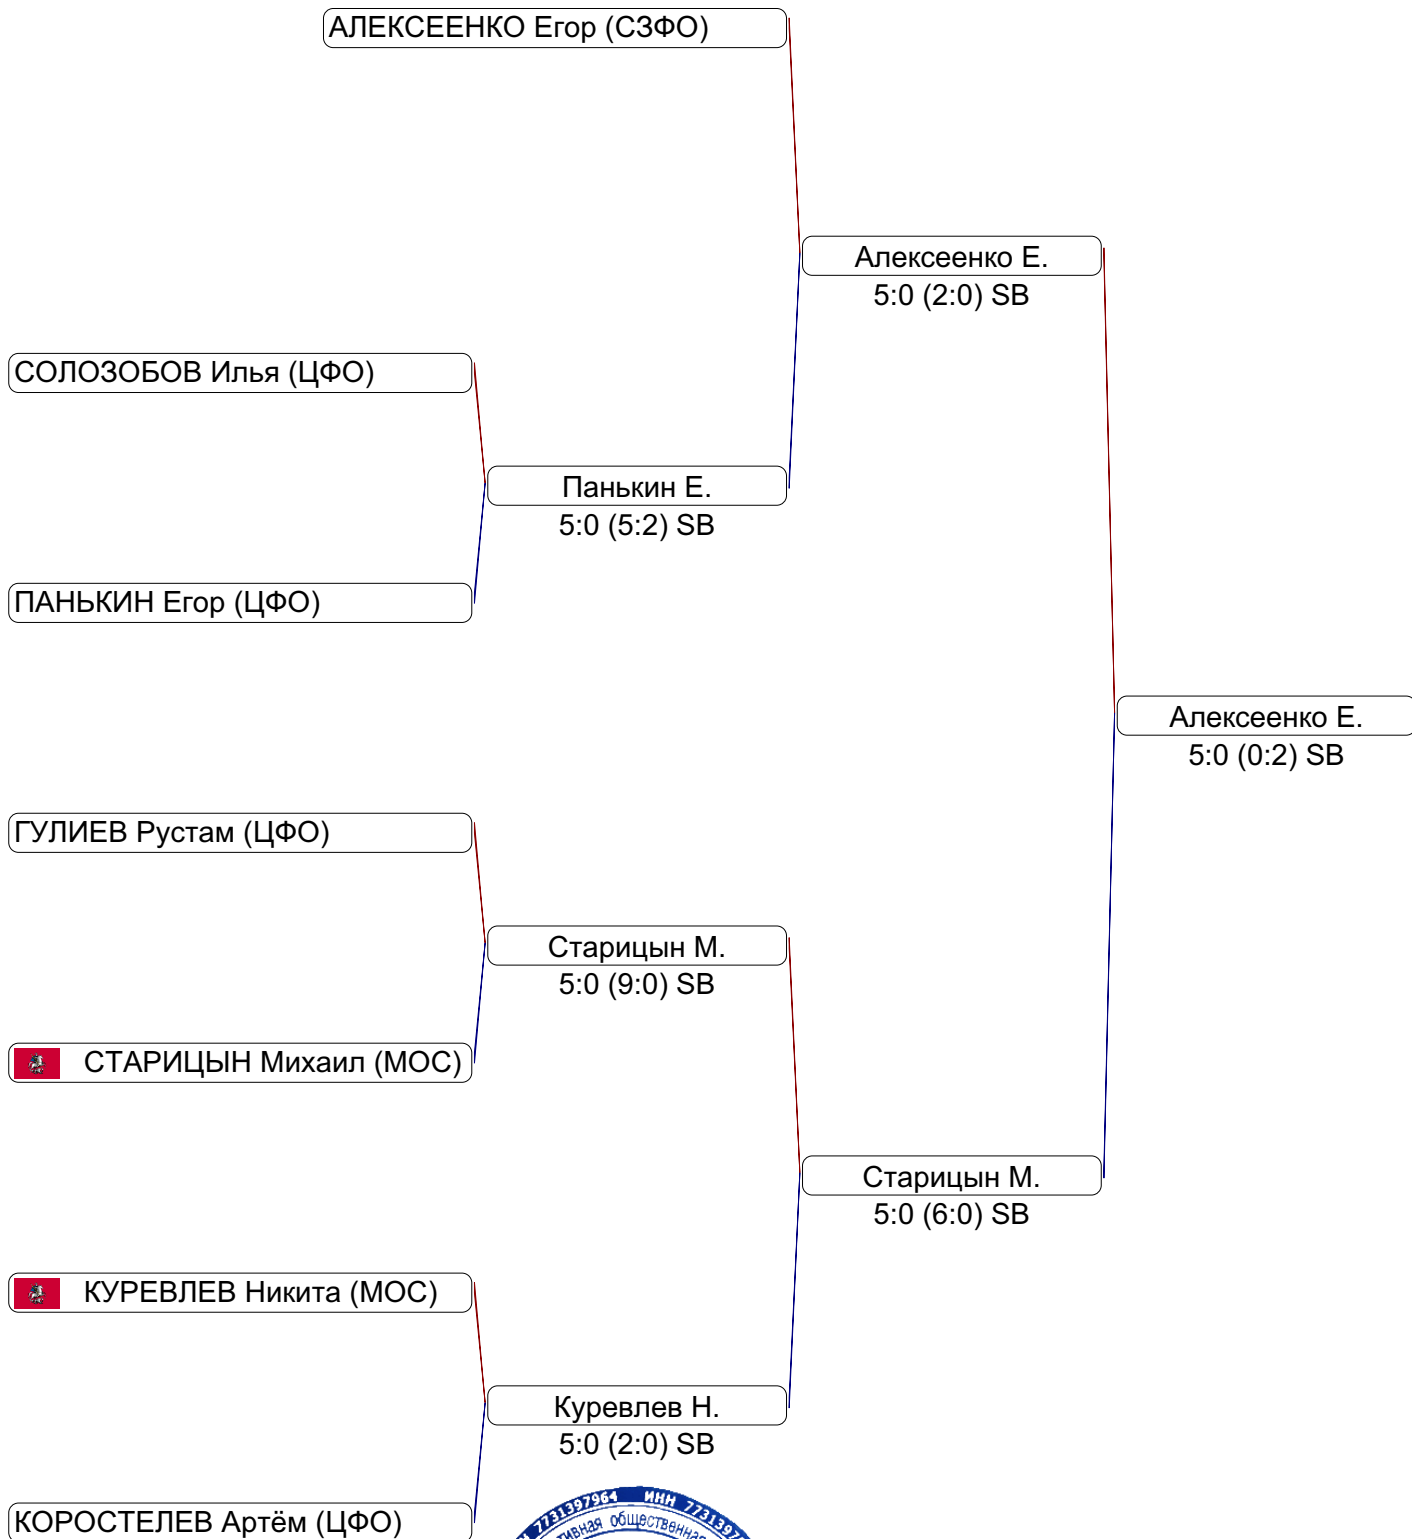 АЛЕКСЕЕНКО Егор (СЗФО)
Алексеенко Е.
5:0 (2:0) SB
СОЛОЗОБОВ Илья (ЦФО)
Панькин Е.
5:0 (5:2) SB
ПАНЬКИН Егор (ЦФО)
Алексеенко Е.
5:0 (0:2) SB
ГУЛИЕВ Рустам (ЦФО)
Старицын М.
5:0 (9:0) SB
СТАРИЦЫН Михаил (МОС)
Старицын М.
5:0 (6:0) SB
КУРЕВЛЕВ Никита (МОС)
Куревлев Н.
5:0 (2:0) SB
КОРОСТЕЛЕВ Артём (ЦФО)
7731397964 ИНН
общественная